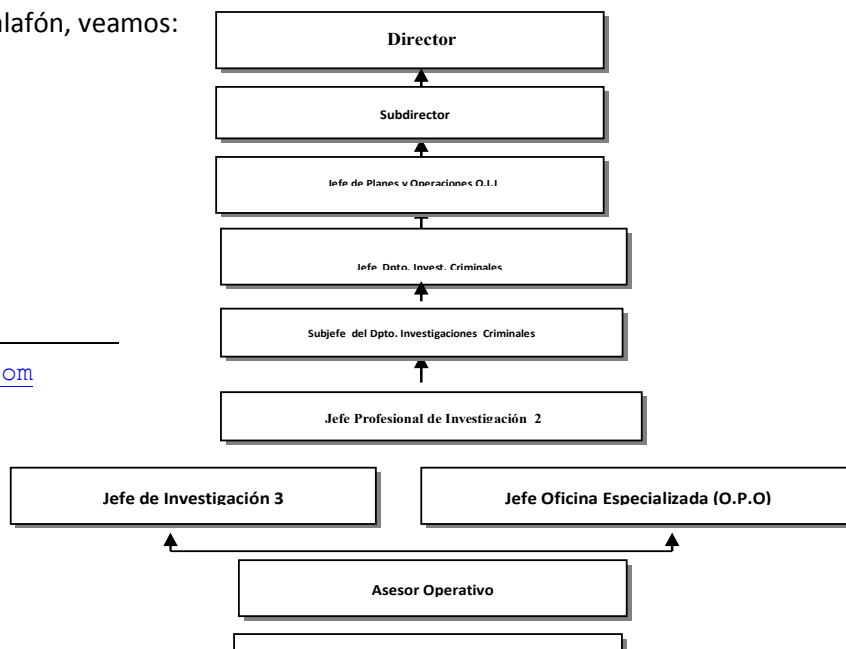 alafón, veamos:
Director
Subdirector
Jefe de Planes y Operaciones O.I.J
Jefe Dpto. Invest. Criminales
Subjefe del Dpto. Investigaciones Criminales
om
Jefe Profesional de Investigación 2
Jefe de Investigación 3
Jefe Oficina Especializada (O.P.O)
Asesor Operativo